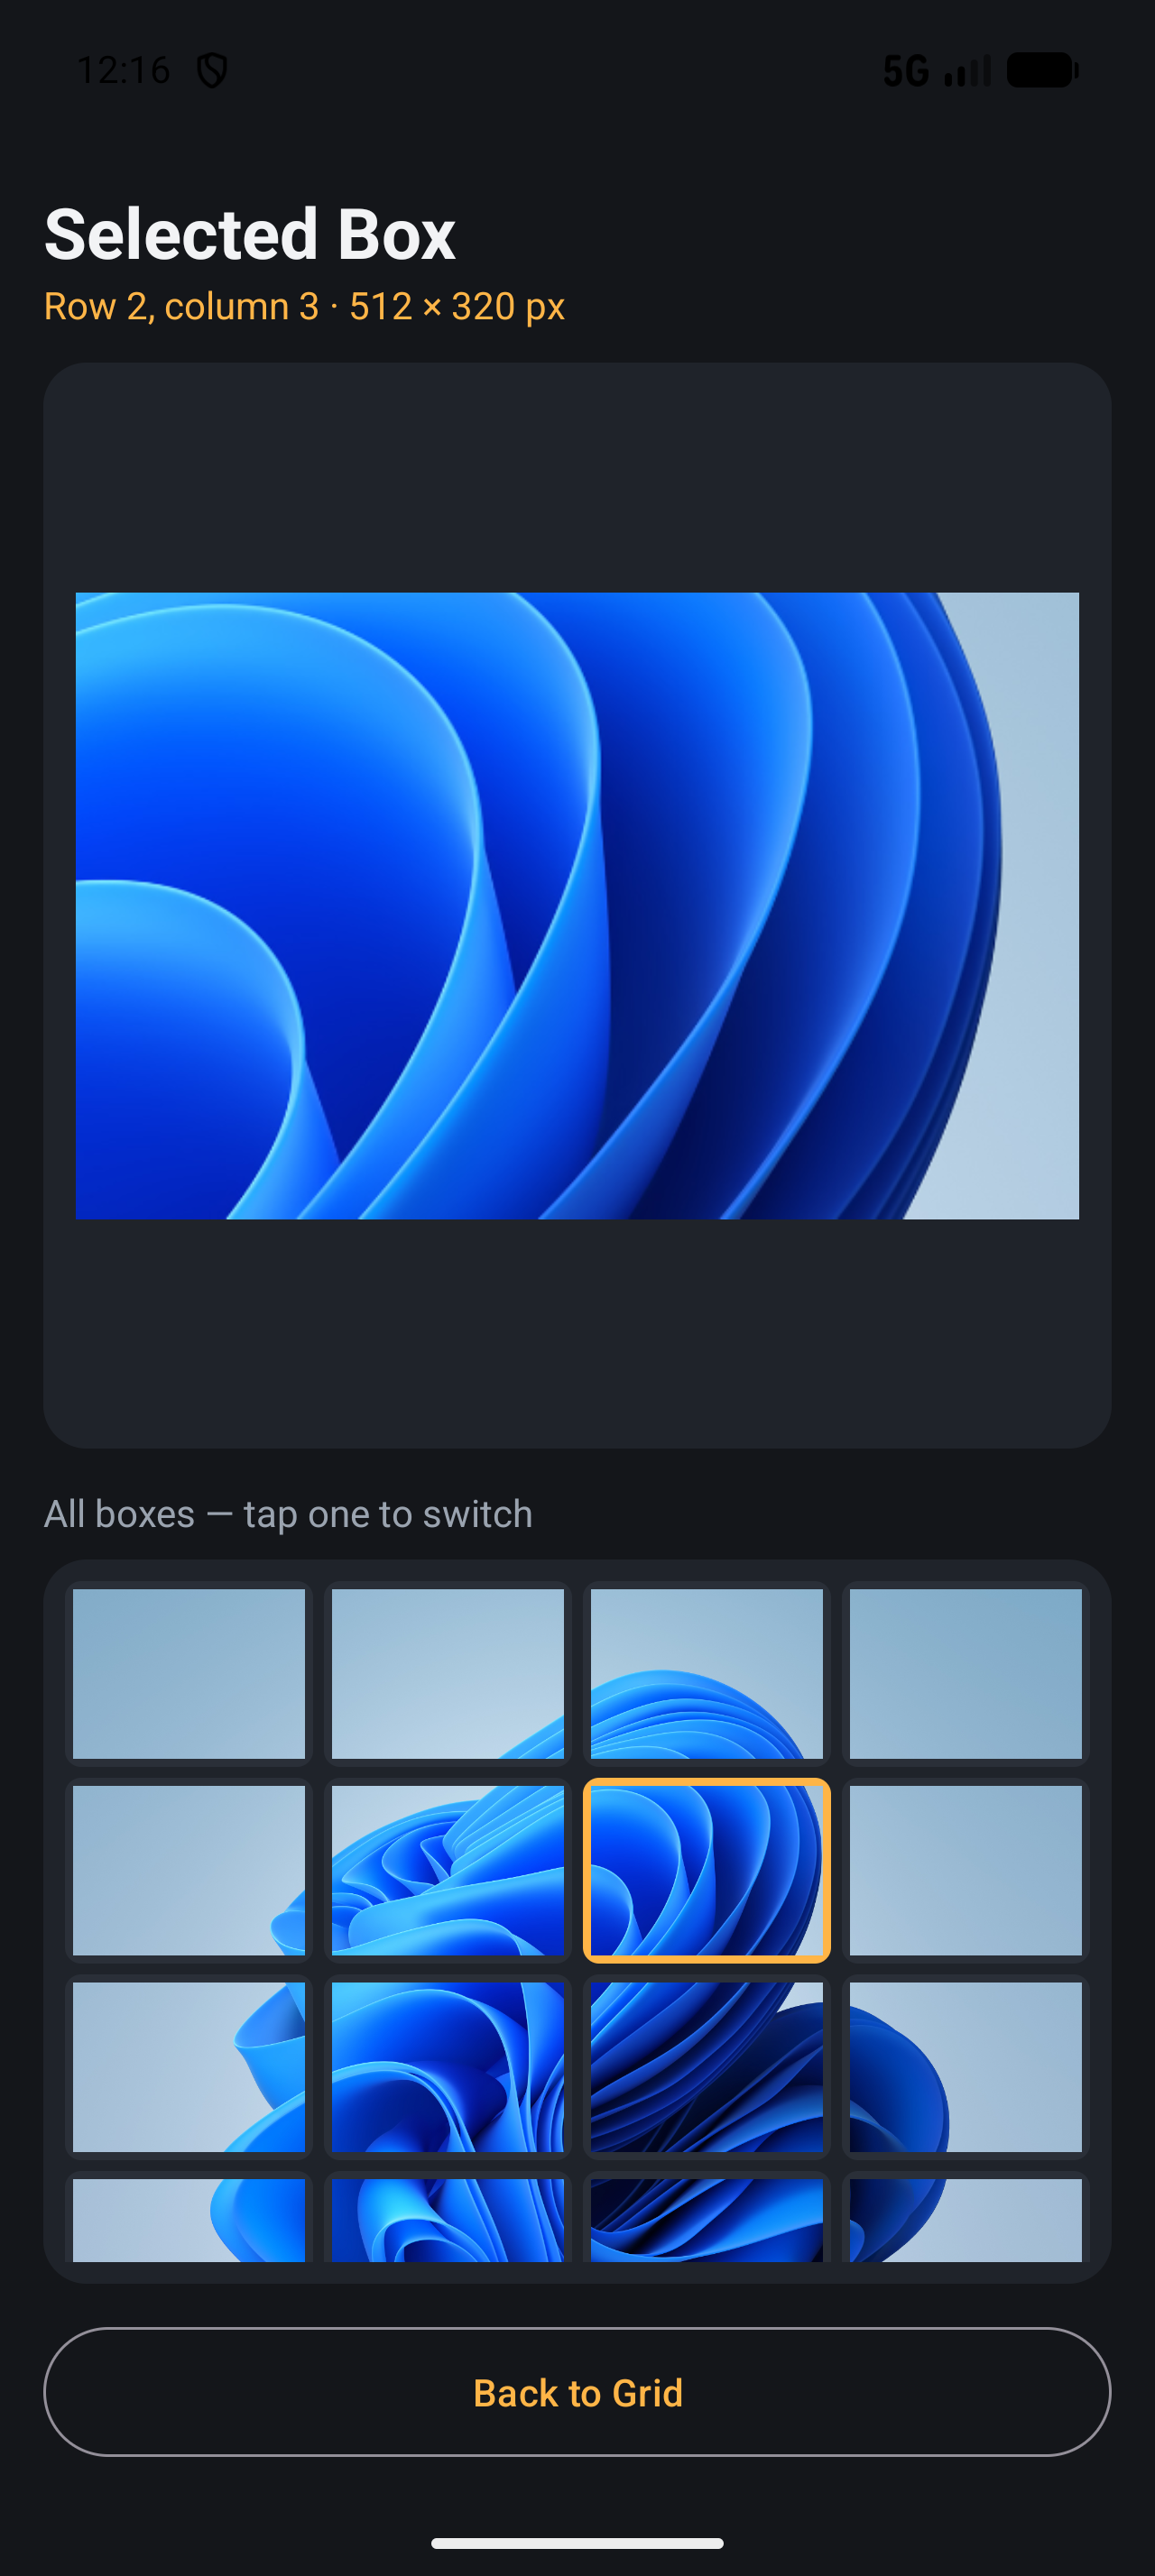 12:16
5G
Selected Box
Row 2, column 3 · 512 × 320 px
All boxes — tap one to switch
Back to Grid